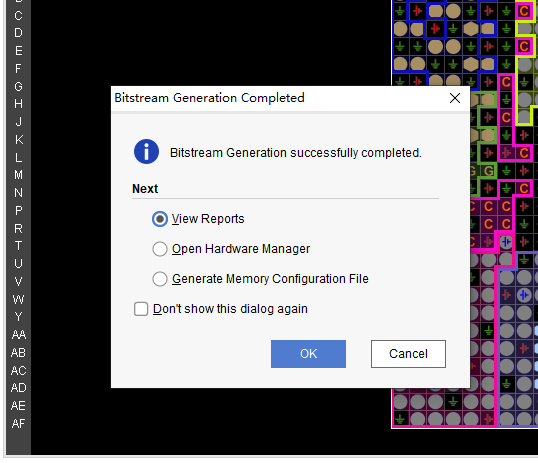 C
D
E
F
G
H
J
K
L
M
N
P
R
T
U
V
W
Y
AA
AB
AC
AD
AE
AF
Bitstream Generation Completed
Bitstream Generation successfully completed.
Next
View Reports
Open Hardware Manager
Generate Memory Configuration File
Don't show this dialog again
OK
Cancel
C
C
C
C
G G
C
C C C
C C
C